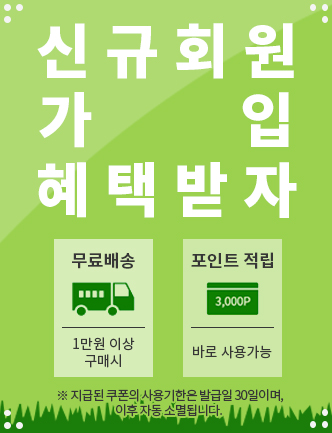 신규회원
가 입
혜택받자
무료배송
1만원 이상
구매시
포인트 적립
3,000P
바로 사용가능
※ 지급된 쿠폰의 사용기한은 발급일 30일이며,
이후 자동 소멸됩니다.